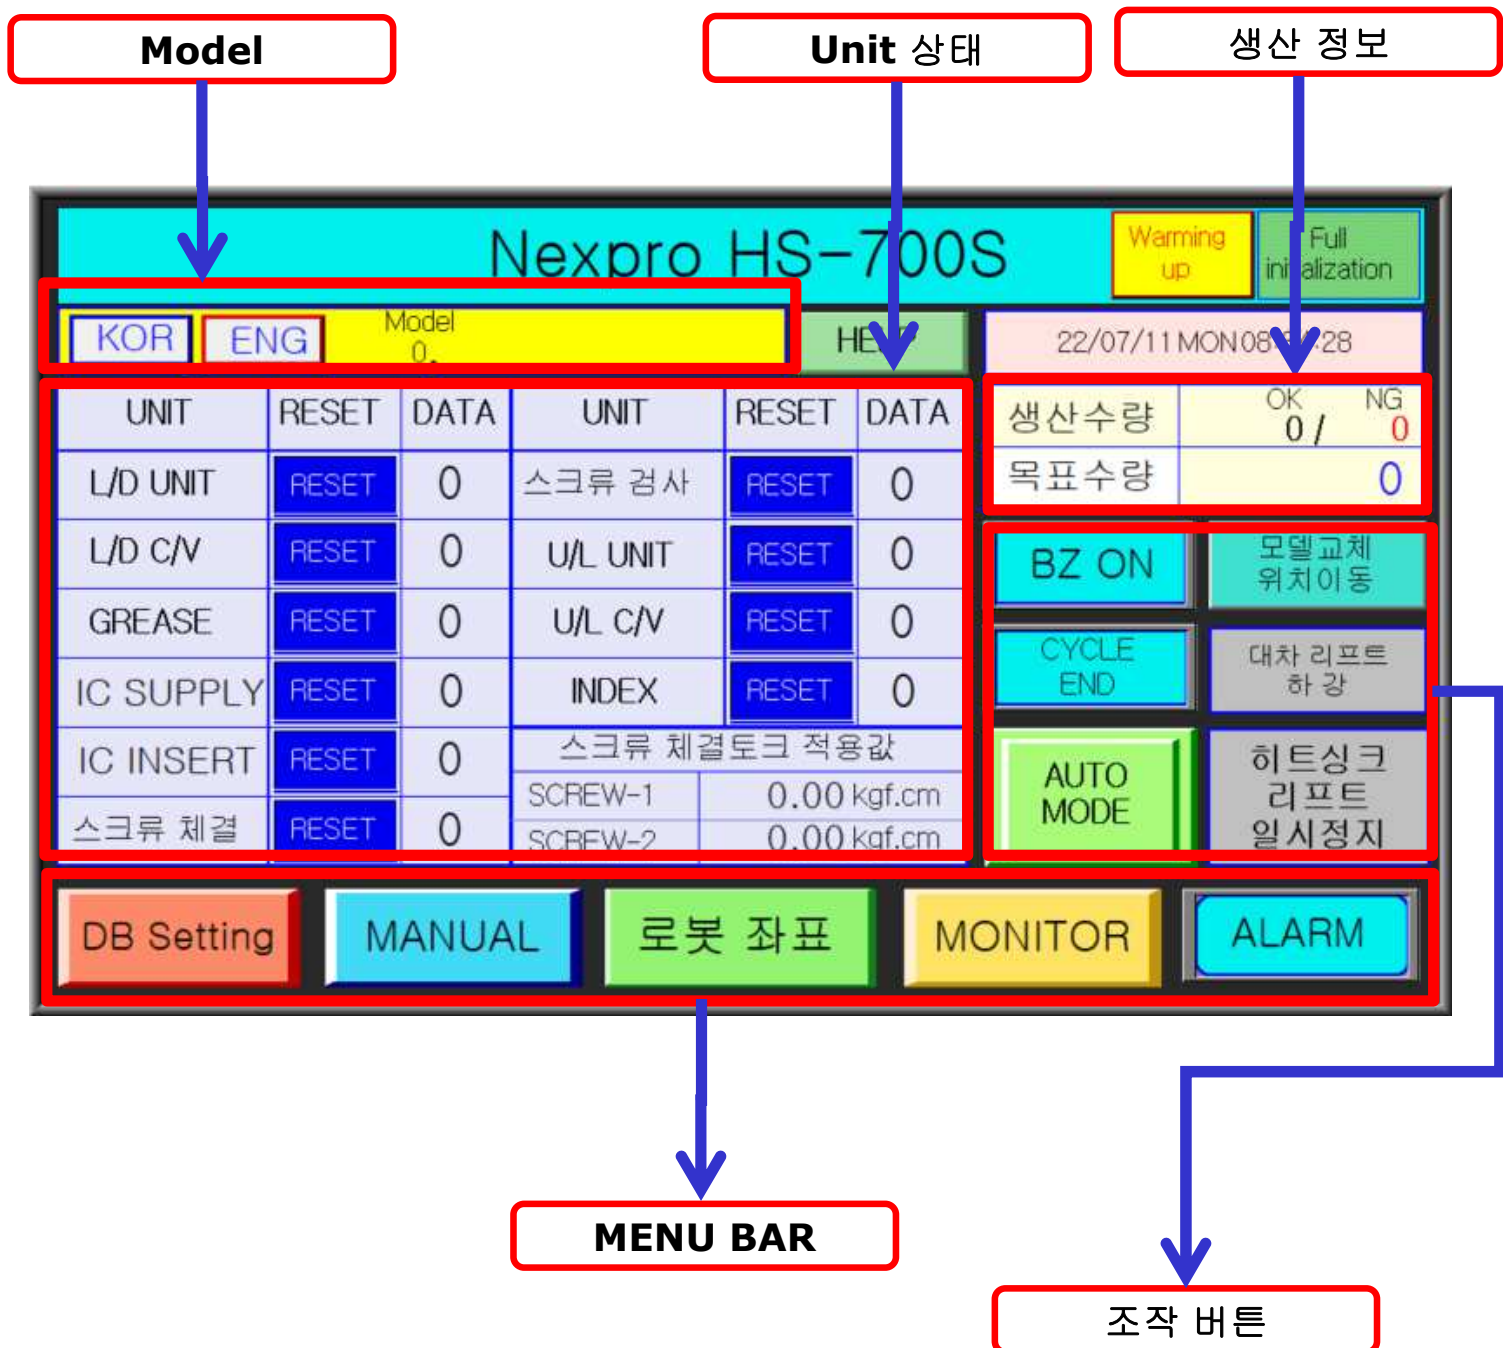 Model
Unit 상태
생산 정보
Nexpro HS-700S
Warming
up
Full
KOR
ENG
Model
0.
22/07/11 MON
28
UNIT RESET DATA UNIT RESET DATA
생산수량
OK NG
0 / 0
목표수량 0
L/D UNIT RESET 0 스크류 검사 RESET 0
L/D C/V RESET 0 U/L UNIT RESET 0
GREASE RESET 0 U/L C/V RESET 0
IC SUPPLY RESET 0 INDEX RESET 0
IC INSERT RESET 0
스크류 체결 RESET 0
스크류 체결토크 적용값
SCREW-1 0.00 kgf.cm
SCREW-2 0.00 kgf.cm
BZ ON
모델교체
위치이동
CYCLE
END
대차 리프트
하 강
AUTO
MODE
히트싱크
리프트
일시정지
DB Setting
MANUAL
로봇 좌표
MONITOR
ALARM
MENU BAR
조작 버튼